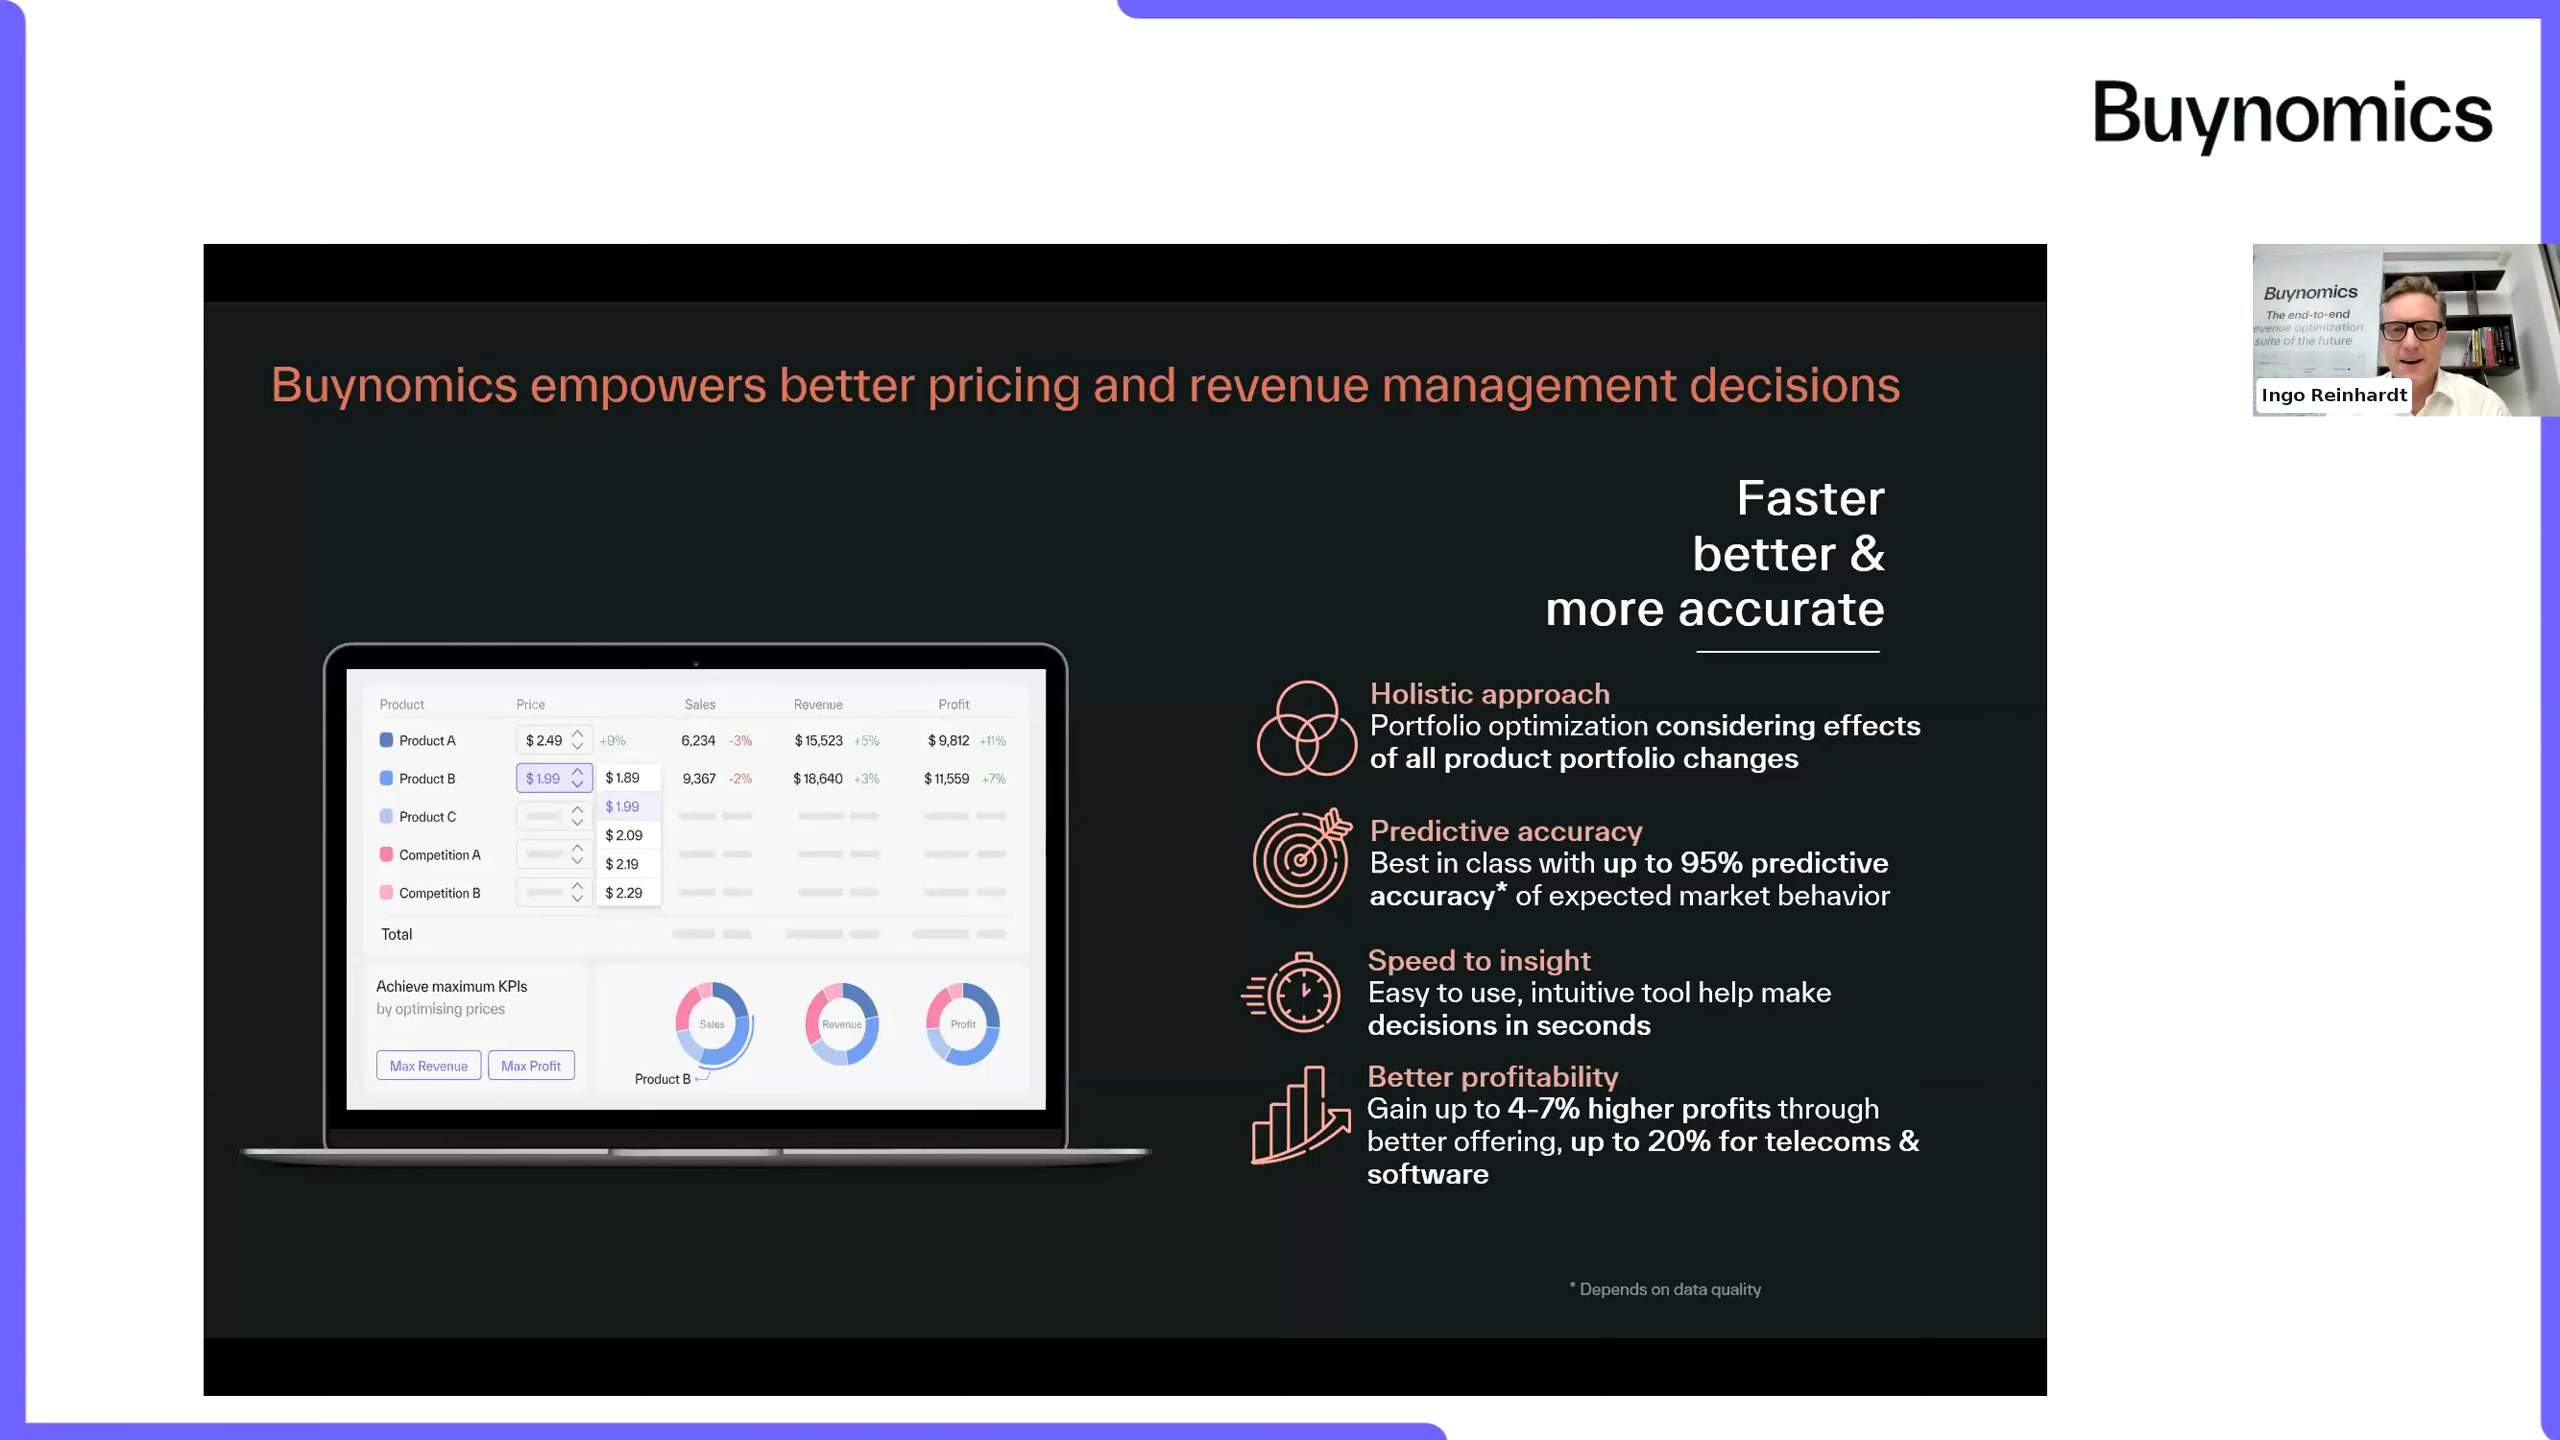 Buynomics
Buynomics
The end-to-end
revenue optimization
suite of the future
Ingo Reinhardt
Buynomics empowers better pricing and revenue management decisions
Faster
better &
more accurate
Product Price Sales Revenue Profit
Product A $ 2.49 +9% 6,234 -3% $ 15,523 +5% $ 9,812 +11%
Product B $ 1.99 $ 1.89 9,367 -2% $ 18,640 +3% $ 11,559 +7%
$ 1.99
Product C
$ 2.09
Competition A $ 2.19
Competition B $ 2.29
Total
Achieve maximum KPIs
by optimising prices
Max Revenue Max Profit
Sales Revenue Profit
Product B
Holistic approach
Portfolio optimization considering effects
of all product portfolio changes
Predictive accuracy
Best in class with up to 95% predictive
accuracy* of expected market behavior
Speed to insight
Easy to use, intuitive tool help make
decisions in seconds
Better profitability
Gain up to 4-7% higher profits through
better offering, up to 20% for telecoms &
software
* Depends on data quality